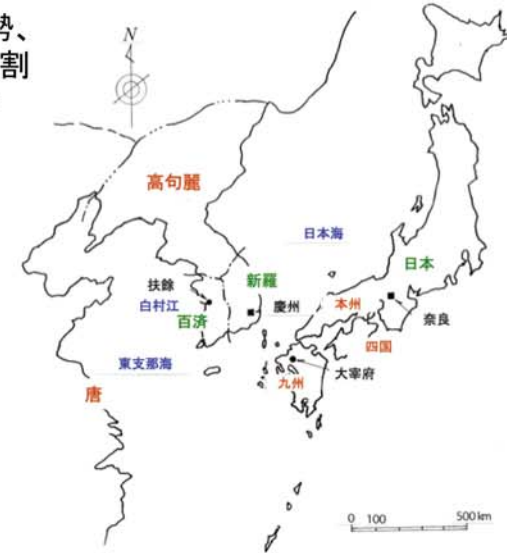 勢、
割
N
高句麗
日本海
日本
新羅
扶餘
白村江
百済
慶州
本州
奈良
四国
東支那海
大宰府
九州
唐
0 100 500km